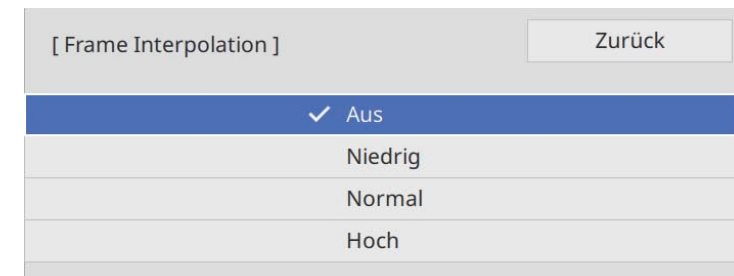 [ Frame Interpolation ]
Zurück
Aus
Niedrig
Normal
Hoch